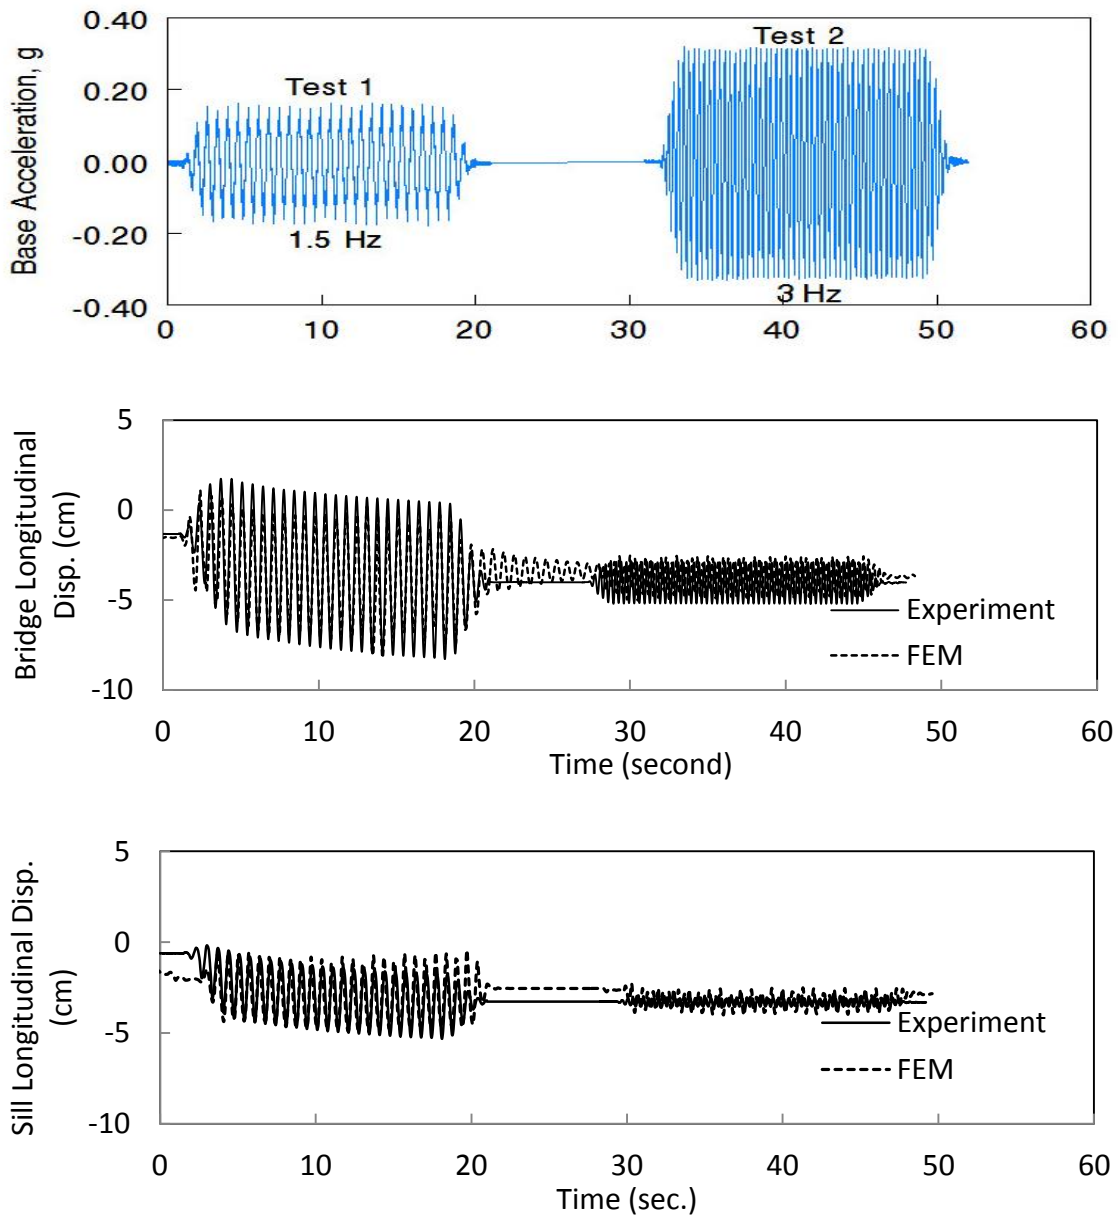 0.40
Test 2
0.20
Test 1
Base Acceleration, g
0.00
-0.20
1.5 Hz
3 Hz
-0.40
0 10 20 30 40 50 60
5
Bridge Longitudinal
Disp. (cm)
0
-5
Experiment
FEM
-10
0 10 20 30 40 50 60
Time (second)
5
Sill Longitudinal Disp.
(cm)
0
-5
Experiment
FEM
-10
0 10 20 30 40 50 60
Time (sec.)